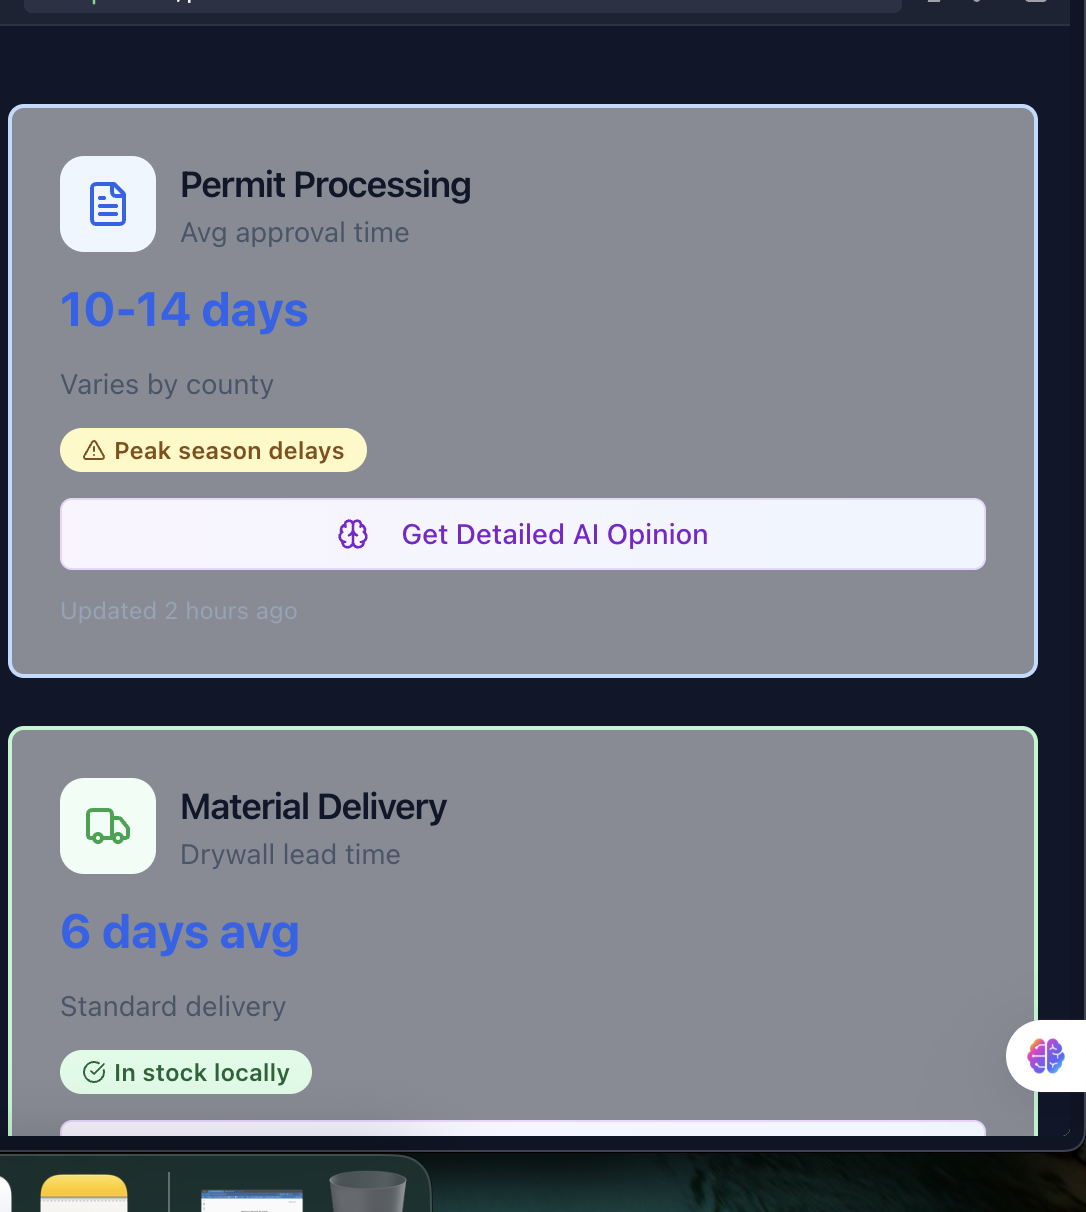 Permit Processing
Avg approval time
10-14 days
Varies by county
Peak season delays
Get Detailed AI Opinion
Updated 2 hours ago
Material Delivery
Drywall lead time
6 days avg
Standard delivery
In stock locally